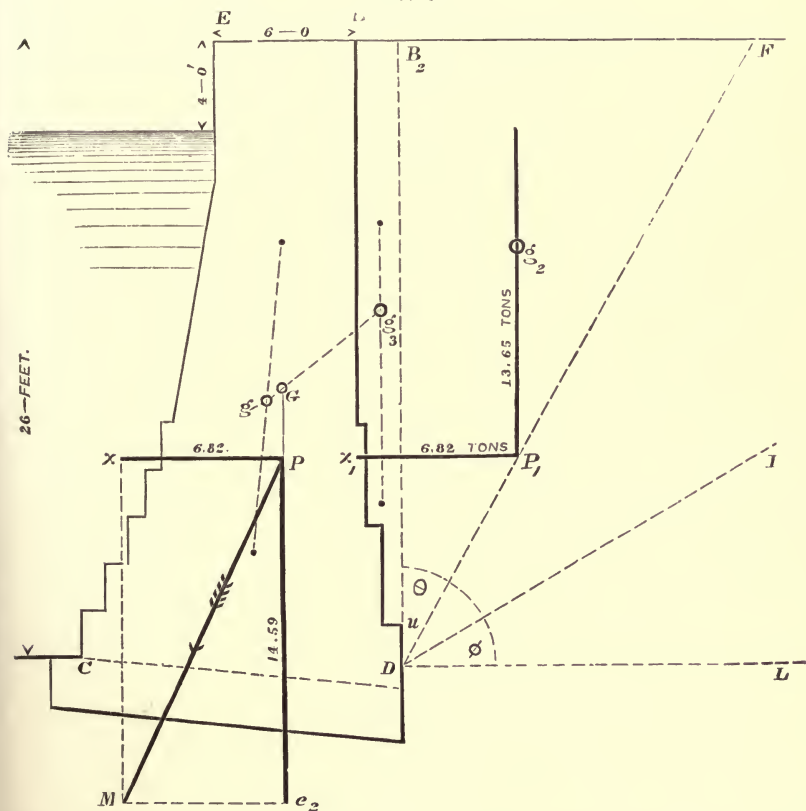 E
6—0
B2
F
4—0'
26—FEET.
g2
13.65 TONS
g3
g
G
x
6.82.
P
x,
6.82 TONS
P,
I
Θ
u
ø
14.59
C
D
L
M
e2